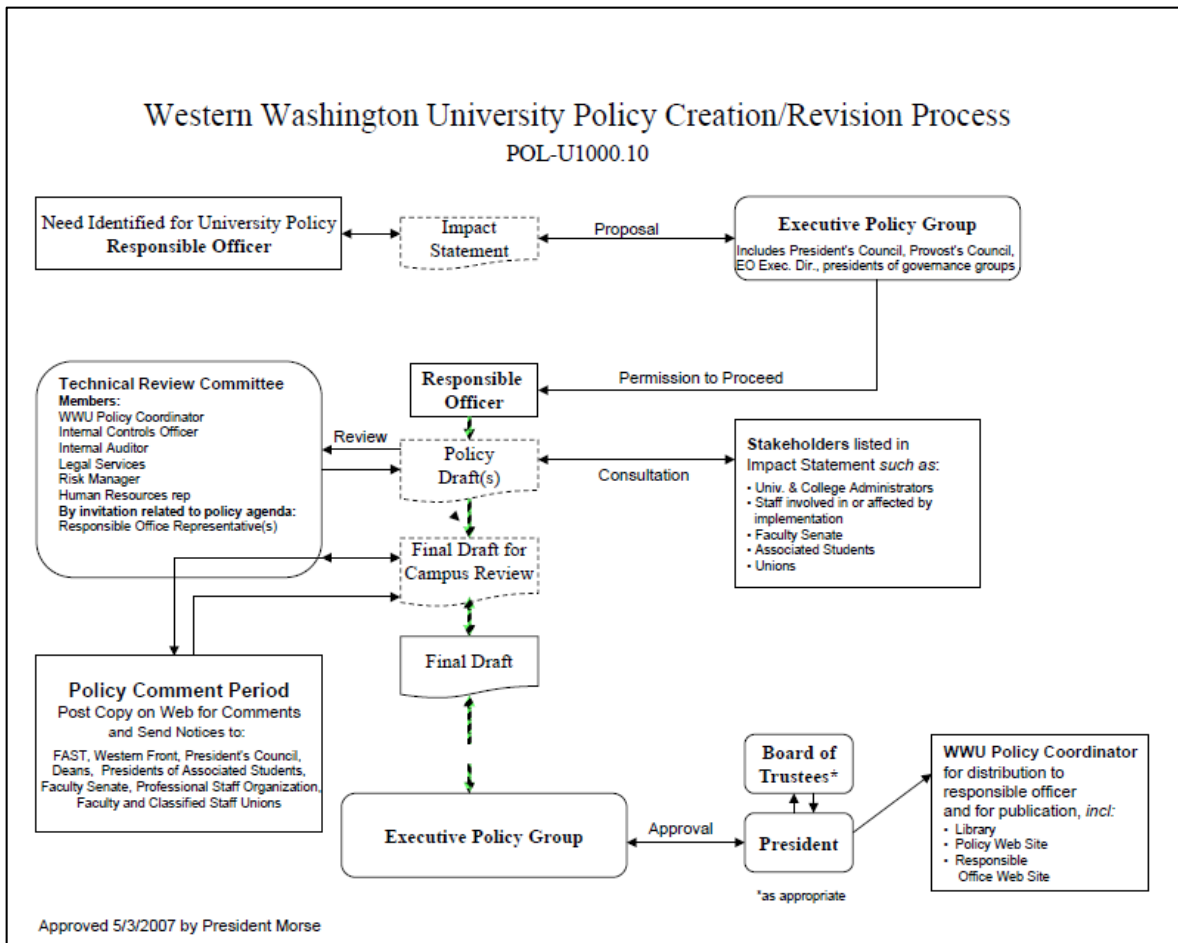 Western Washington University Policy Creation/Revision Process
POL-U1000.10
Need Identified for University Policy
Responsible Officer
Impact
Statement
Proposal
Executive Policy Group
Includes President's Council, Provost's Council,
EO Exec. Dir., presidents of governance groups
Permission to Proceed
Responsible
Officer
Technical Review Committee
Members:
WWU Policy Coordinator
Internal Controls Officer
Internal Auditor
Legal Services
Risk Manager
Human Resources rep
By invitation related to policy agenda:
Responsible Office Representative(s)
Review
Policy
Draft(s)
Consultation
Stakeholders listed in
Impact Statement such as:
• Univ. & College Administrators
• Staff involved in or affected by
implementation
• Faculty Senate
• Associated Students
• Unions
Final Draft for
Campus Review
Final Draft
Policy Comment Period
Post Copy on Web for Comments
and Send Notices to:
FAST, Western Front, President's Council,
Deans, Presidents of Associated Students,
Faculty Senate, Professional Staff Organization,
Faculty and Classified Staff Unions
Executive Policy Group
Approval
Board of
Trustees*
President
*as appropriate
WWU Policy Coordinator
for distribution to
responsible officer
and for publication, incl:
• Library
• Policy Web Site
• Responsible
Office Web Site
Approved 5/3/2007 by President Morse